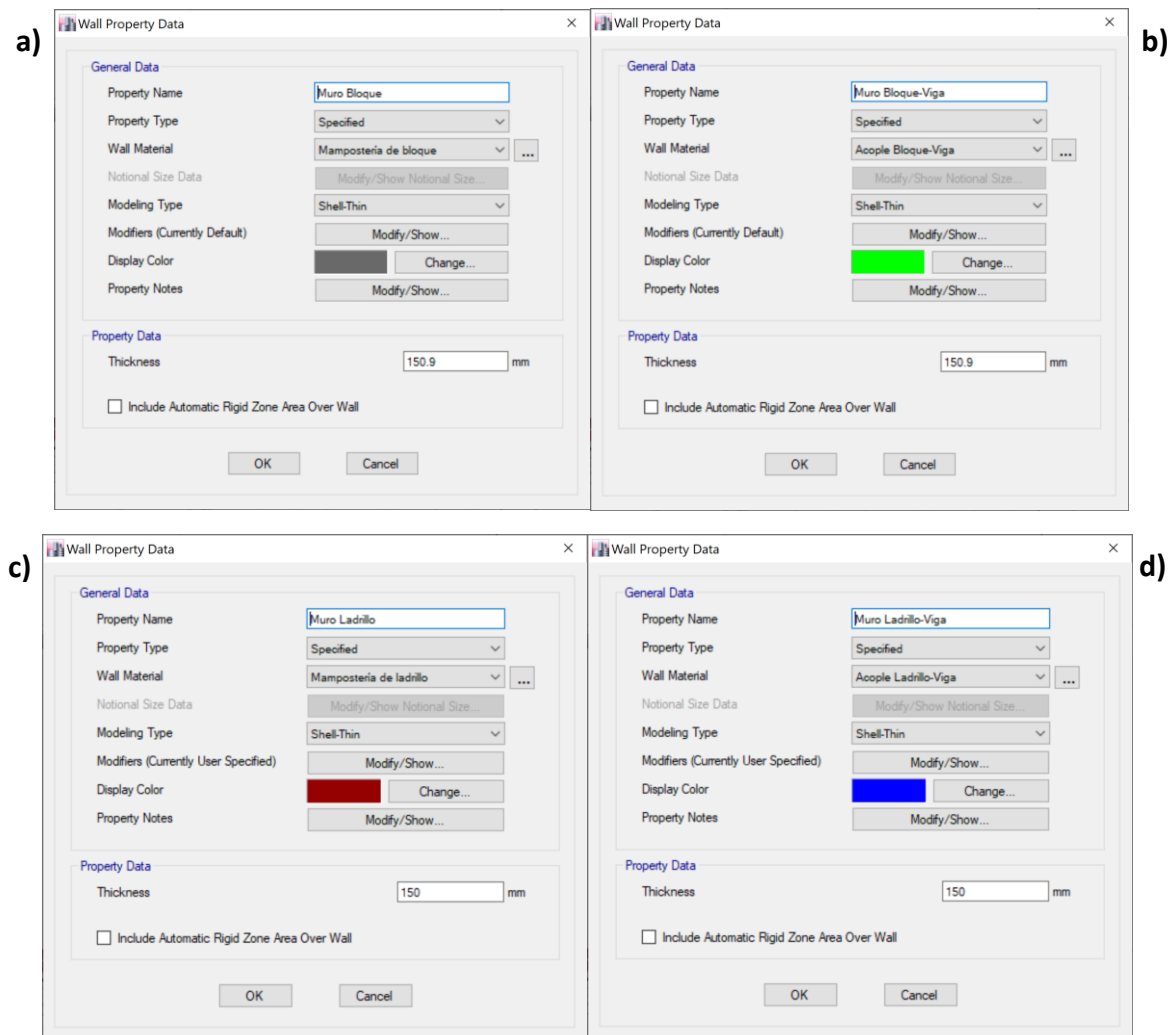 a)
Wall Property Data
General Data
Property Name Muro Bloque
Property Type Specified
Wall Material Mampostería de bloque ...
Notional Size Data Modify/Show Notional Size...
Modeling Type Shell-Thin
Modifiers (Currently Default) Modify/Show...
Display Color Change...
Property Notes Modify/Show...
Property Data
Thickness 150.9 mm
Include Automatic Rigid Zone Area Over Wall
OK Cancel
b)
Wall Property Data
General Data
Property Name Muro Bloque-Viga
Property Type Specified
Wall Material Acople Bloque-Viga ...
Notional Size Data Modify/Show Notional Size...
Modeling Type Shell-Thin
Modifiers (Currently Default) Modify/Show...
Display Color Change...
Property Notes Modify/Show...
Property Data
Thickness 150.9 mm
Include Automatic Rigid Zone Area Over Wall
OK Cancel
c)
Wall Property Data
General Data
Property Name Muro Ladrillo
Property Type Specified
Wall Material Mampostería de ladrillo ...
Notional Size Data Modify/Show Notional Size...
Modeling Type Shell-Thin
Modifiers (Currently User Specified) Modify/Show...
Display Color Change...
Property Notes Modify/Show...
Property Data
Thickness 150 mm
Include Automatic Rigid Zone Area Over Wall
OK Cancel
d)
Wall Property Data
General Data
Property Name Muro Ladrillo-Viga
Property Type Specified
Wall Material Acople Ladrillo-Viga ...
Notional Size Data Modify/Show Notional Size...
Modeling Type Shell-Thin
Modifiers (Currently User Specified) Modify/Show...
Display Color Change...
Property Notes Modify/Show...
Property Data
Thickness 150 mm
Include Automatic Rigid Zone Area Over Wall
OK Cancel